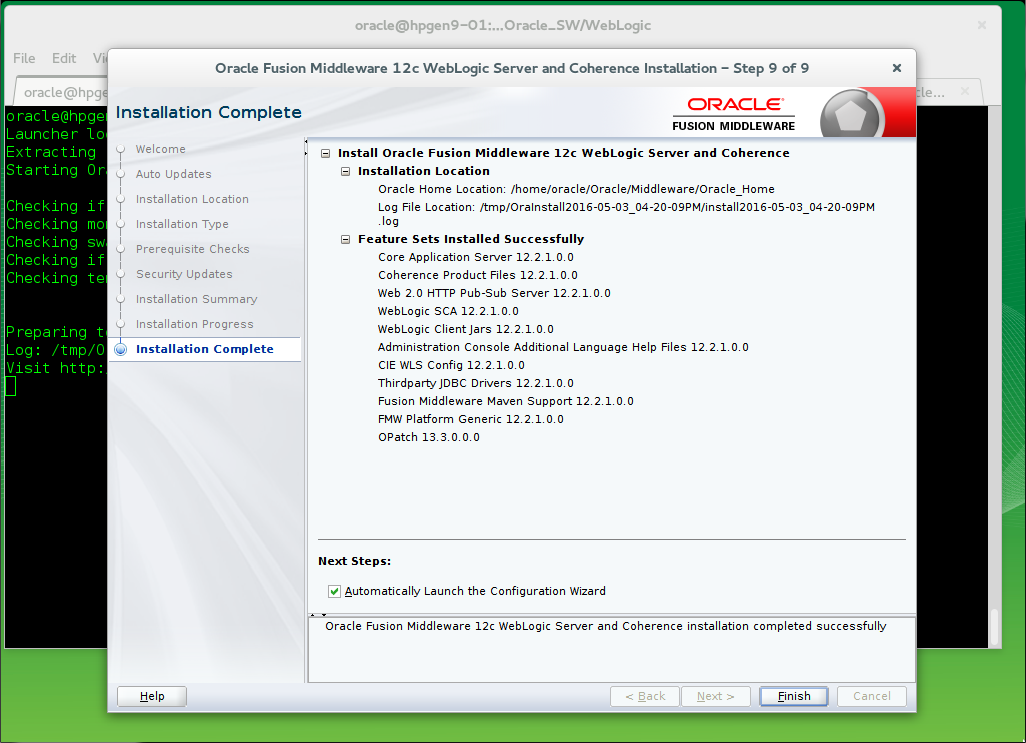 oracle@hpgen9-01:...Oracle_SW/WebLogic
File Edit
Oracle Fusion Middleware 12c WebLogic Server and Coherence Installation – Step 9 of 9
Installation Complete
ORACLE
FUSION MIDDLEWARE
Welcome
Auto Updates
Installation Location
Installation Type
Prerequisite Checks
Security Updates
Installation Summary
Installation Progress
Installation Complete
Install Oracle Fusion Middleware 12c WebLogic Server and Coherence
Installation Location
Oracle Home Location: /home/oracle/Oracle/Middleware/Oracle_Home
Log File Location: /tmp/OraInstall2016-05-03_04-20-09PM/install2016-05-03_04-20-09PM
.log
Feature Sets Installed Successfully
Core Application Server 12.2.1.0.0
Coherence Product Files 12.2.1.0.0
Web 2.0 HTTP Pub-Sub Server 12.2.1.0.0
WebLogic SCA 12.2.1.0.0
WebLogic Client Jars 12.2.1.0.0
Administration Console Additional Language Help Files 12.2.1.0.0
CIE WLS Config 12.2.1.0.0
Thirdparty JDBC Drivers 12.2.1.0.0
Fusion Middleware Maven Support 12.2.1.0.0
FMW Platform Generic 12.2.1.0.0
OPatch 13.3.0.0.0
Next Steps:
Automatically Launch the Configuration Wizard
Oracle Fusion Middleware 12c WebLogic Server and Coherence installation completed successfully
Help
< Back
Next >
Finish
Cancel
oracle@hpge
oracle@hpgen
Launcher lo
Extracting
Starting Or
Checking if
Checking mo
Checking sw
Checking if
Checking te
Preparing t
Log: /tmp/O
Visit http: